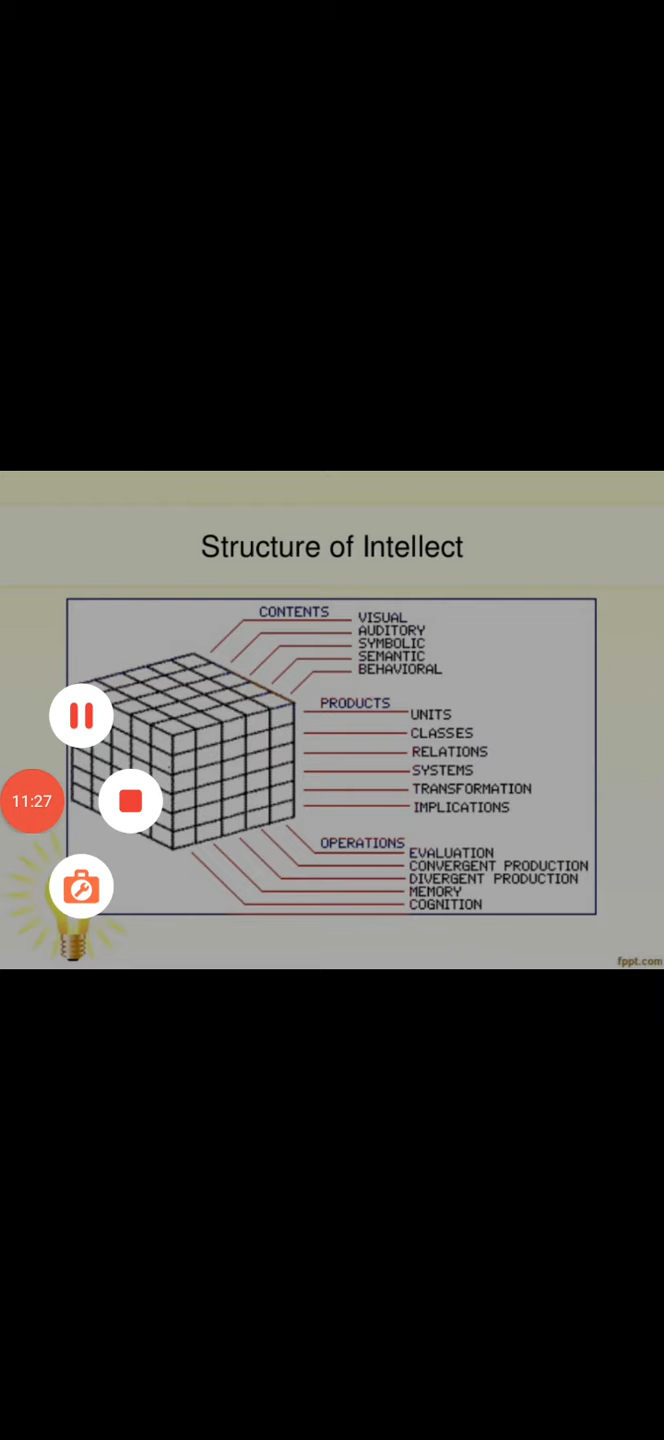 Structure of Intellect
CONTENTS
VISUAL
AUDITORY
SYMBOLIC
SEMANTIC
BEHAVIORAL
PRODUCTS
UNITS
CLASSES
RELATIONS
SYSTEMS
TRANSFORMATION
IMPLICATIONS
OPERATIONS
EVALUATION
CONVERGENT PRODUCTION
DIVERGENT PRODUCTION
MEMORY
COGNITION
11:27
fppt.com